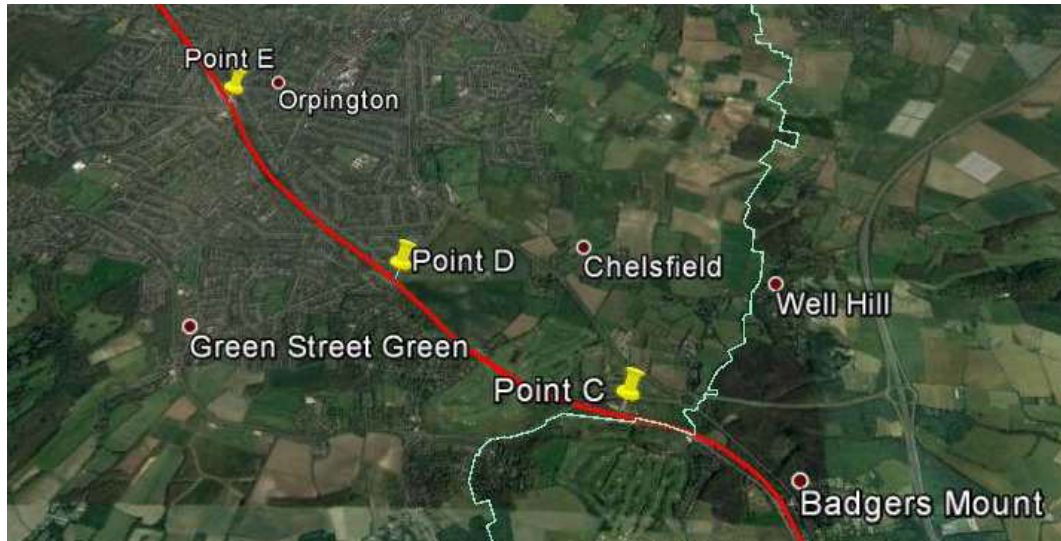 Point E
Orpington
Point D
Chelsfield
Well Hill
Green Street Green
Point C
Badgers Mount